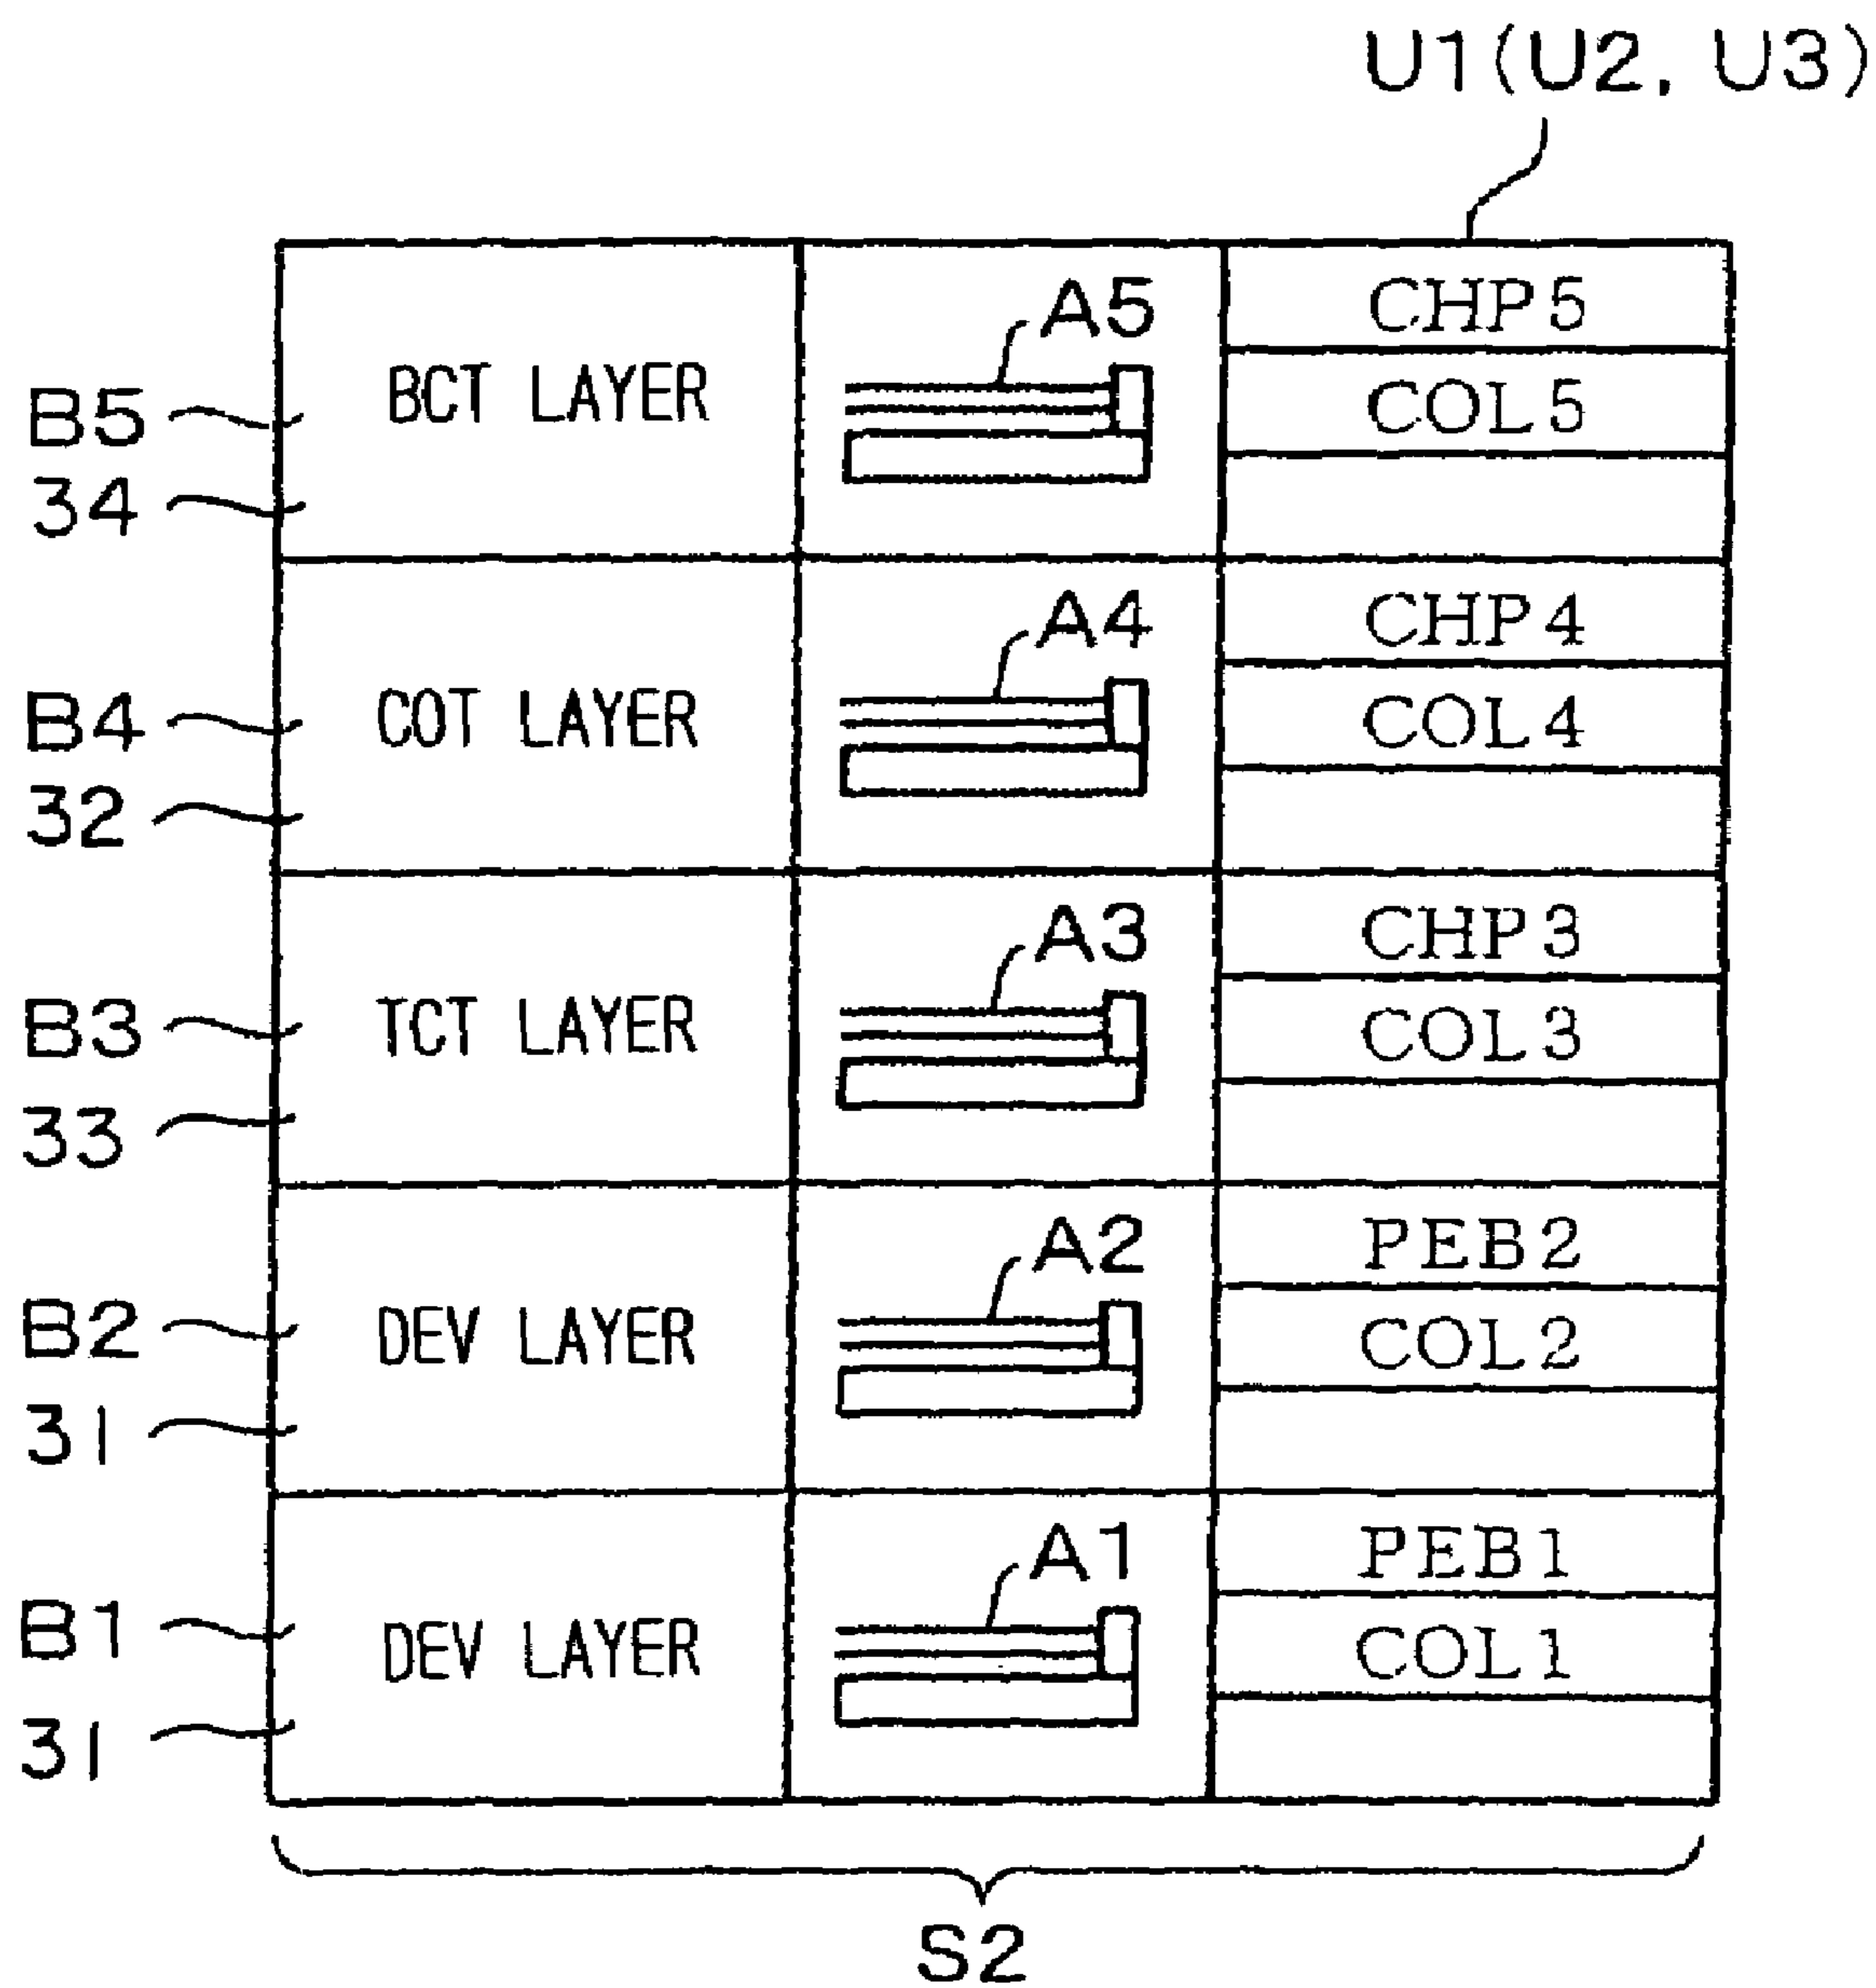 U1(U2, U3)
A5
CHP5
B5
BCT LAYER
COL5
34
A4
CHP4
B4
COT LAYER
COL4
32
A3
CHP3
B3
TCT LAYER
COL3
33
A2
PEB2
B2
DEV LAYER
COL2
31
A1
PEB1
B1
DEV LAYER
COL1
31
S2